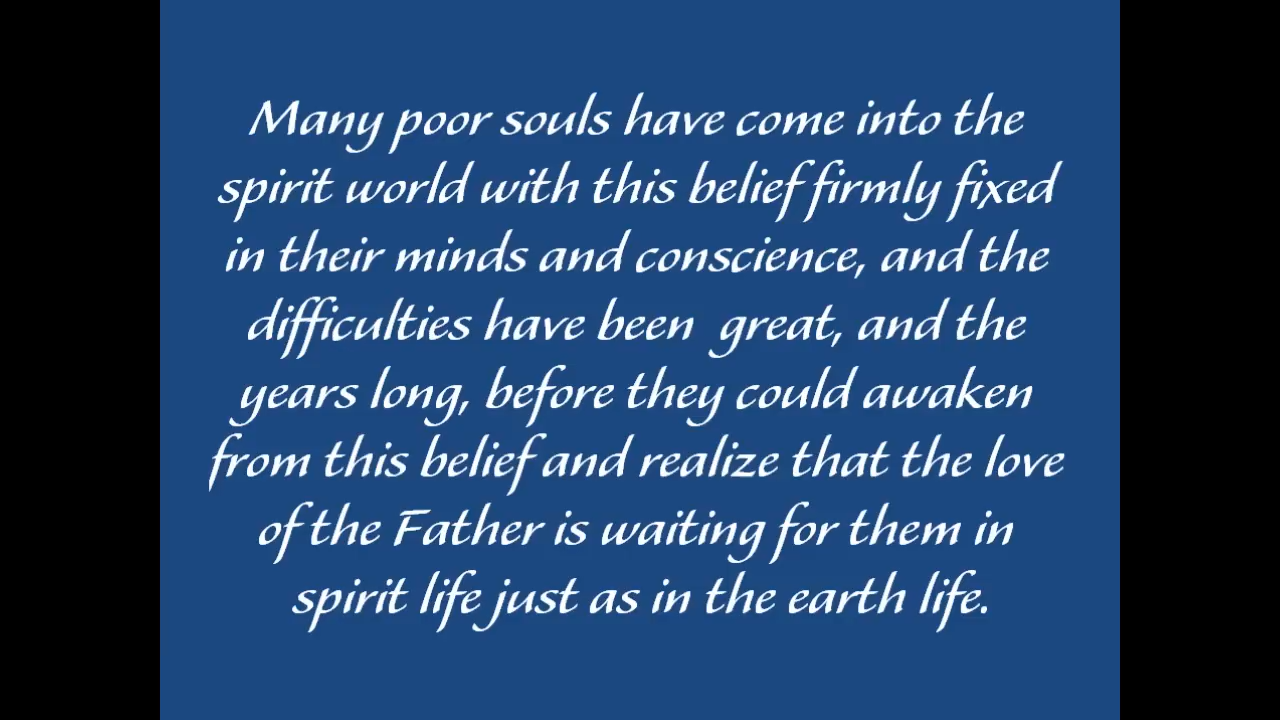 Many poor souls have come into the
spirit world with this belief firmly fixed
in their minds and conscience, and the
difficulties have been  great, and the
years long, before they could awaken
from this belief and realize that the love
of the Father is waiting for them in
spirit life just as in the earth life.